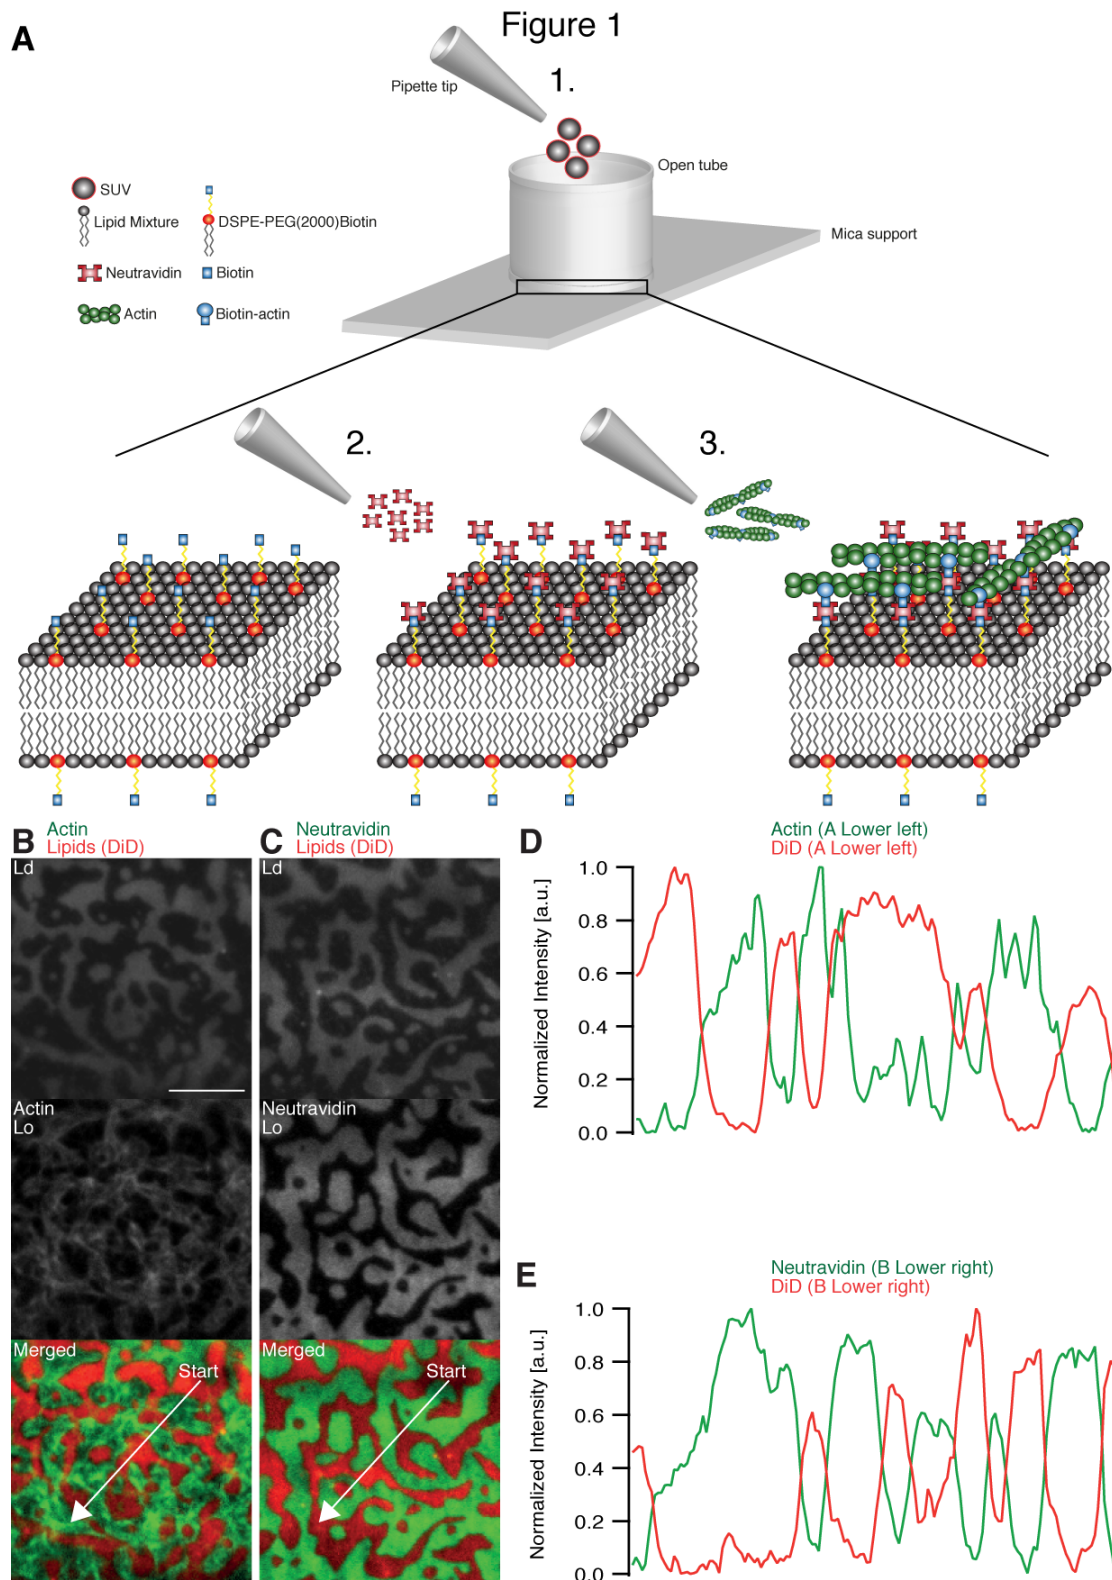 Figure 1
A
1.
Pipette tip
Open tube
SUV
Lipid Mixture
DSPE-PEG(2000)Biotin
Mica support
Neutravidin
Biotin
Actin
Biotin-actin
2.
3.
B
Actin
Lipids (DiD)
Ld
Actin
Lo
Merged
Start
C
Neutravidin
Lipids (DiD)
Ld
Neutravidin
Lo
Merged
Start
D
Actin (A Lower left)
DiD (A Lower left)
Normalized Intensity [a.u.]
1.0
0.8
0.6
0.4
0.2
0.0
E
Neutravidin (B Lower right)
DiD (B Lower right)
Normalized Intensity [a.u.]
1.0
0.8
0.6
0.4
0.2
0.0